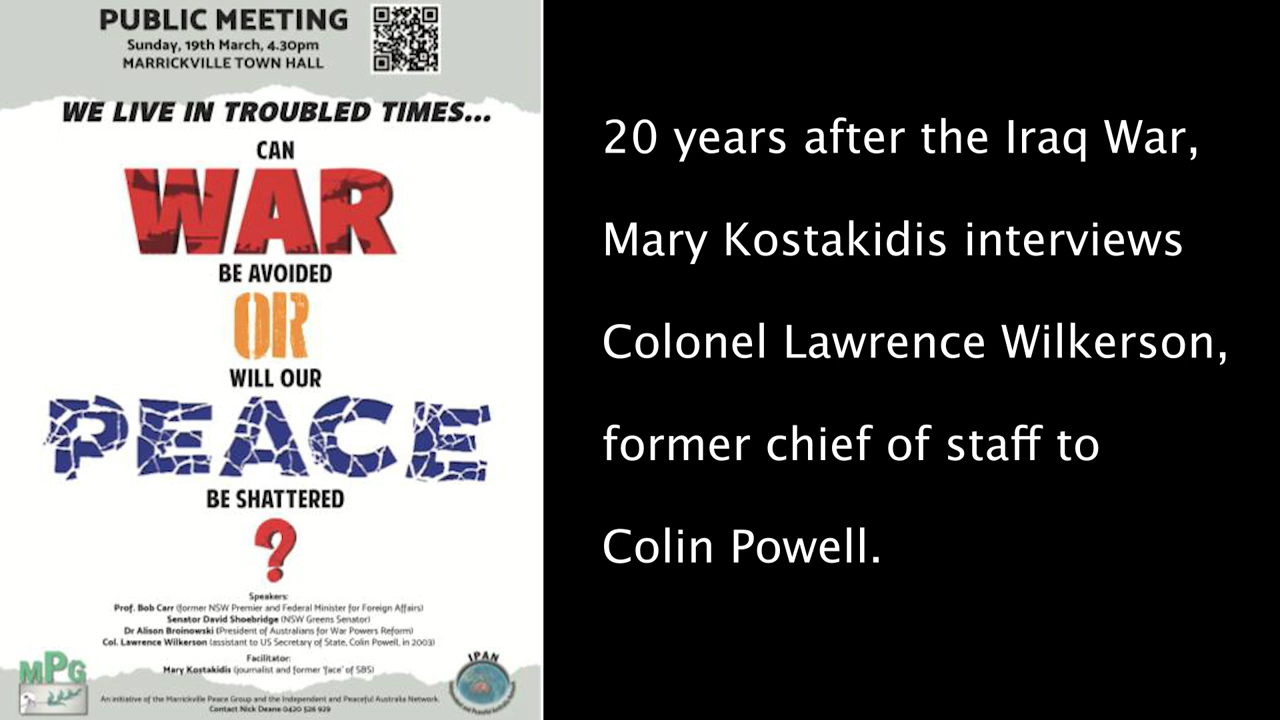 PUBLIC MEETING
Sunday, 19th March, 4.30pm
MARRICKVILLE TOWN HALL
WE LIVE IN TROUBLED TIMES...
CAN
WAR
BE AVOIDED
OR
WILL OUR
PEACE
BE SHATTERED
?
Speakers:
Prof. Bob Carr (former NSW Premier and Federal Minister for Foreign Affairs)
Senator David Shoebridge (NSW Greens Senator)
Dr Alison Broinowski (President of Australians for War Powers Reform)
Col. Lawrence Wilkerson (assistant to US Secretary of State, Colin Powell, in 2003)
Facilitator:
Mary Kostakidis (journalist and former 'face' of SBS)
MPG
IPAN
An initiative of the Marrickville Peace Group and the Independent and Peaceful Australia Network.
Contact Nick Deane 0420 526 929
20 years after the Iraq War,
Mary Kostakidis interviews
Colonel Lawrence Wilkerson,
former chief of staff to
Colin Powell.